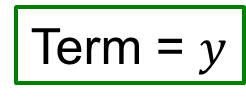 Term = y